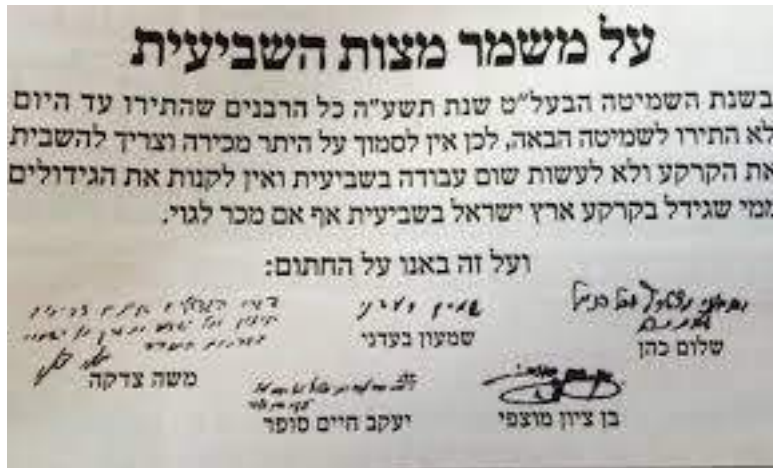 על משמר מצות השביעית
בשנת השמיטה הבעל"ט שנת תשע"ה כל הרבנים שהתירו עד היום
לא התירו לשמיטה הבאה, לכן אין לסמוך על היתר מכירה וצריך להשבית
את הקרקע ולא לעשות שום עבודה בשביעית ואין לקנות את הגידולים
ממי שגידל בקרקע ארץ ישראל בשביעית אף אם מכר לגוי.
ועל זה באנו על החתום:
שלום כהן
שמעון בעדני
משה צדקה
בן ציון מוצפי
יעקב חיים סופר